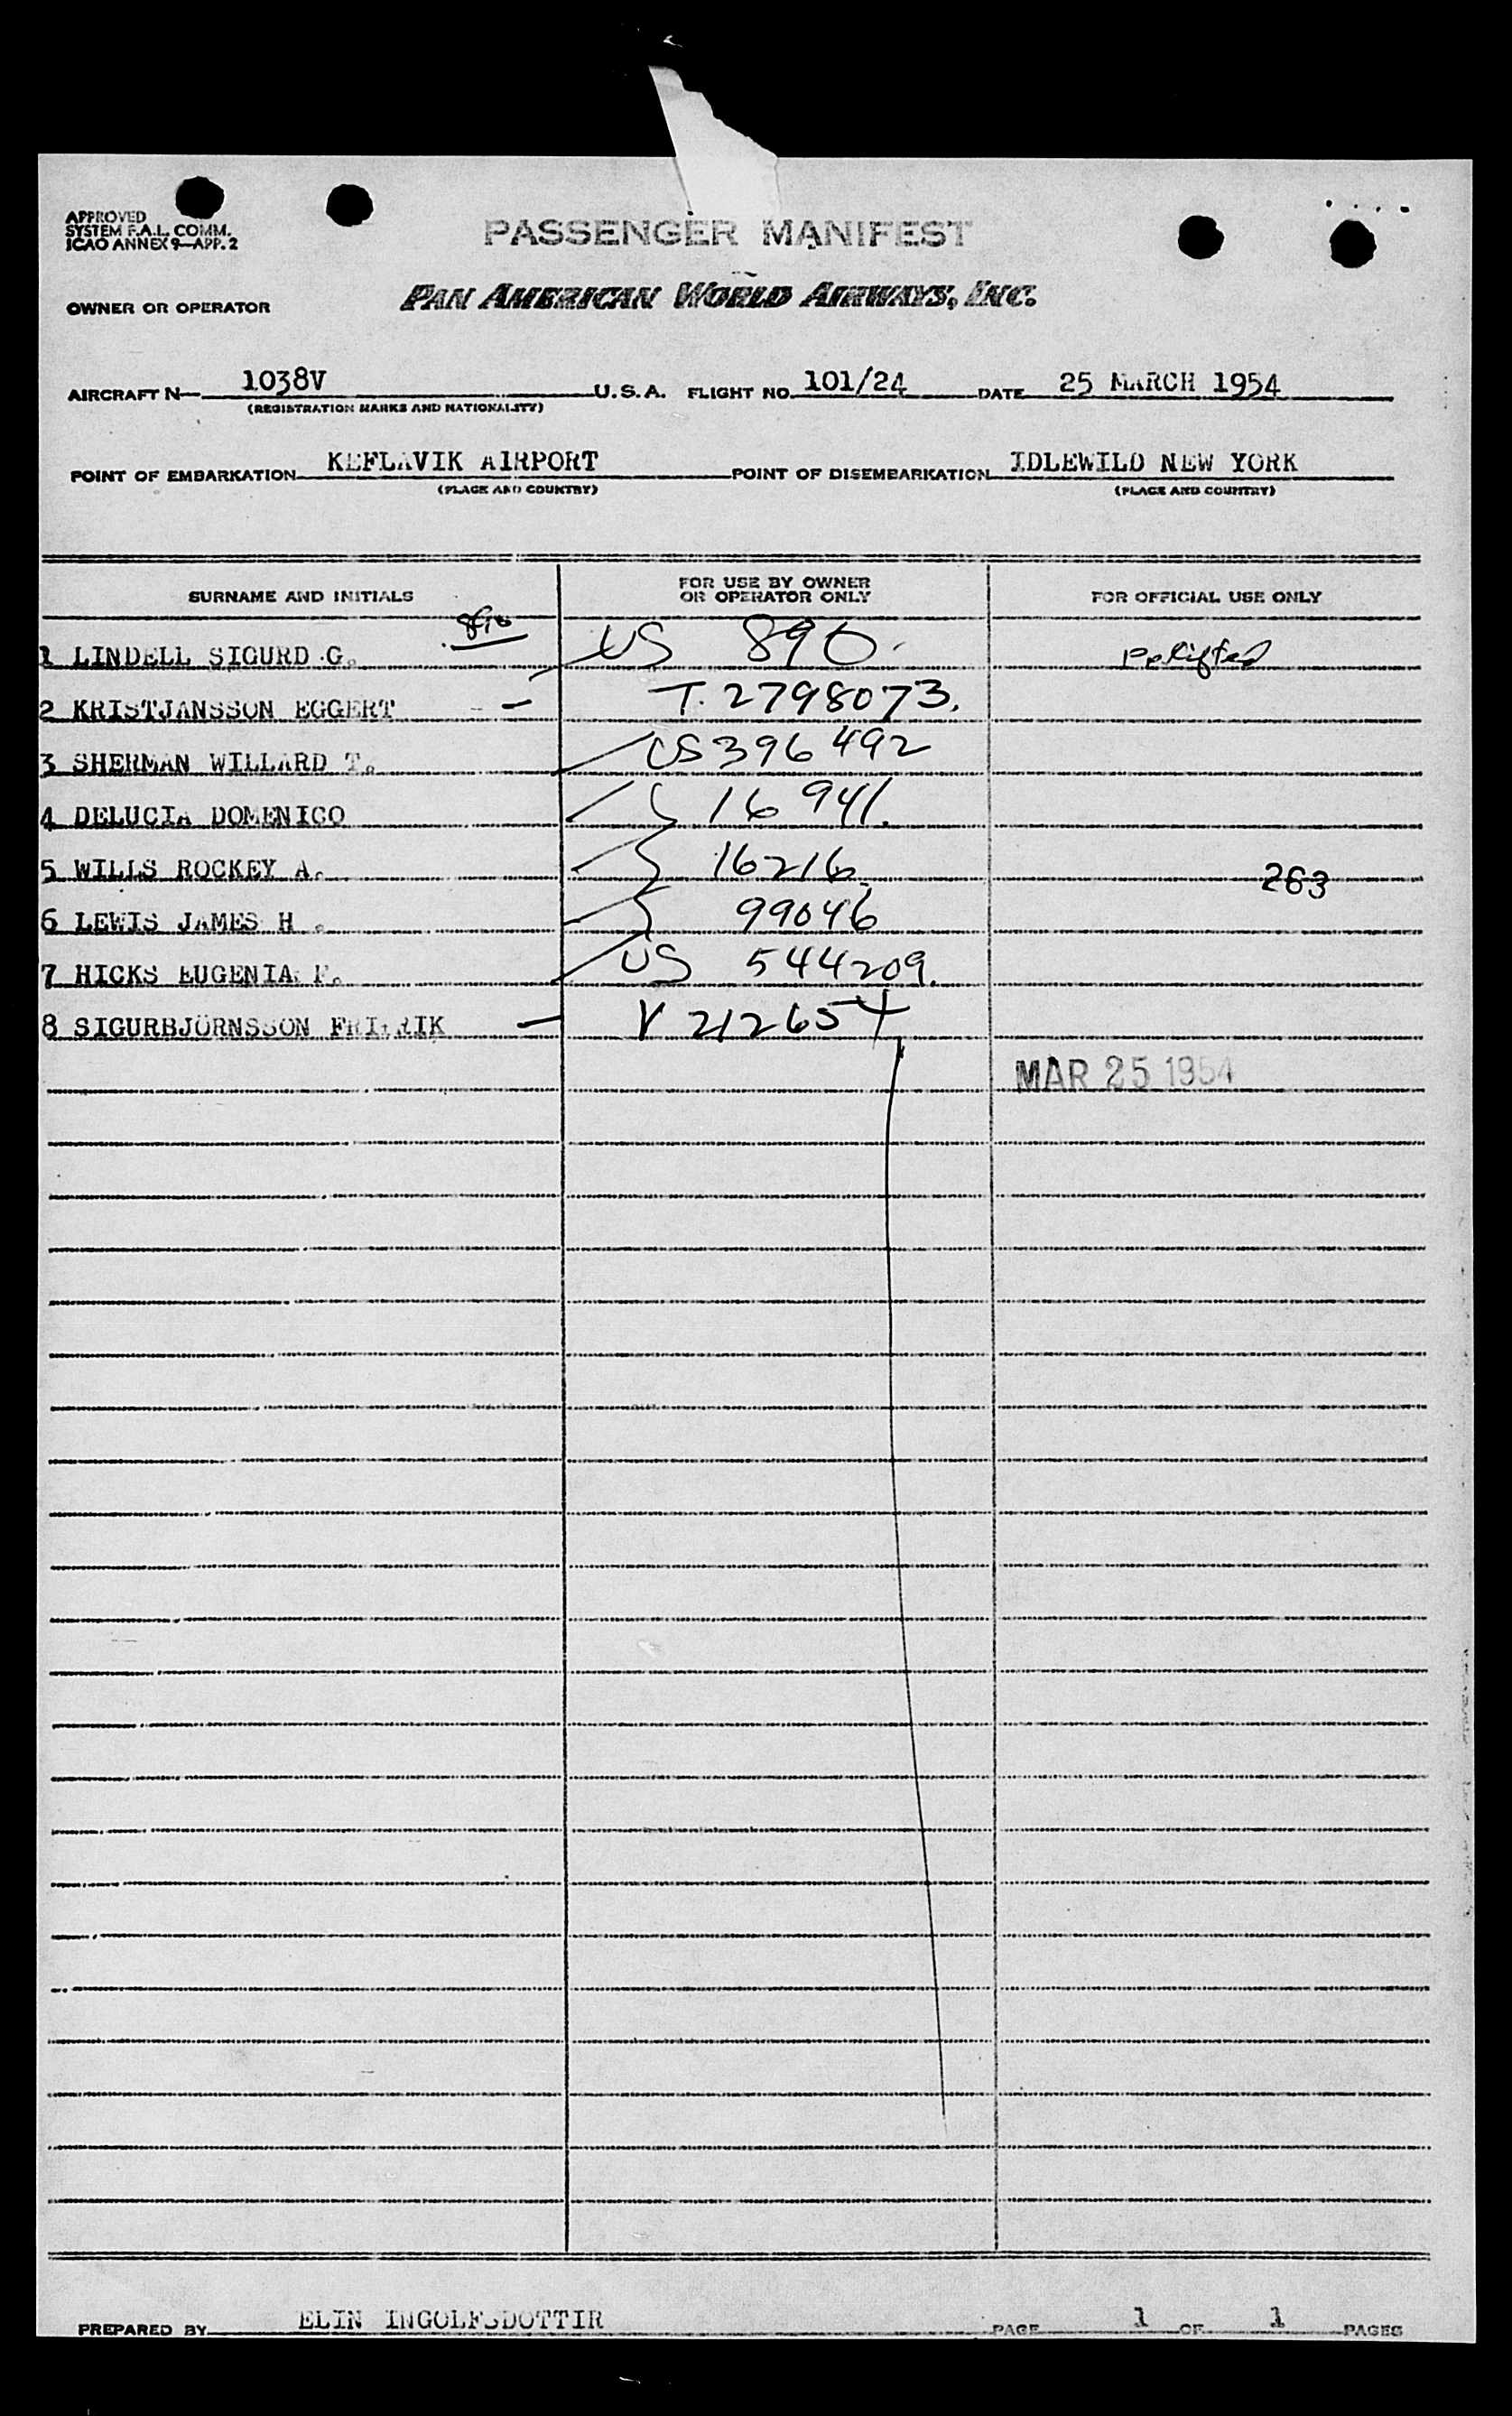 APPROVED
SYSTEM F.A.L. COMM.
ICAO ANNEX 9—APP. 2
PASSENGER MANIFEST
OWNER OR OPERATOR PAN AMERICAN WORLD AIRWAYS, INC.
AIRCRAFT N— 1038V U.S.A. FLIGHT NO. 101/24 DATE 25 MARCH 1954
(REGISTRATION MARKS AND NATIONALITY)
POINT OF EMBARKATION KEFLAVIK AIRPORT POINT OF DISEMBARKATION IDLEWILD NEW YORK
(PLACE AND COUNTRY) (PLACE AND COUNTRY)
SURNAME AND INITIALS FOR USE BY OWNER OR OPERATOR ONLY FOR OFFICIAL USE ONLY
1 LINDELL SIGURD G. 890 US 890
2 KRISTJANSSON EGGERT — T. 2798073.
3 SHERMAN WILLARD T. US 396492
4 DELUCIA DOMENICO 16941.
5 WILLS ROCKEY A. 16216 263
6 LEWIS JAMES H . 99046
7 HICKS EUGENIA F. US 544209.
8 SIGURBJÖRNSSON FRIÐRIK — V 212654
MAR 25 1954
PREPARED BY ELIN INGOLFSDOTTIR PAGE 1 OF 1 PAGES